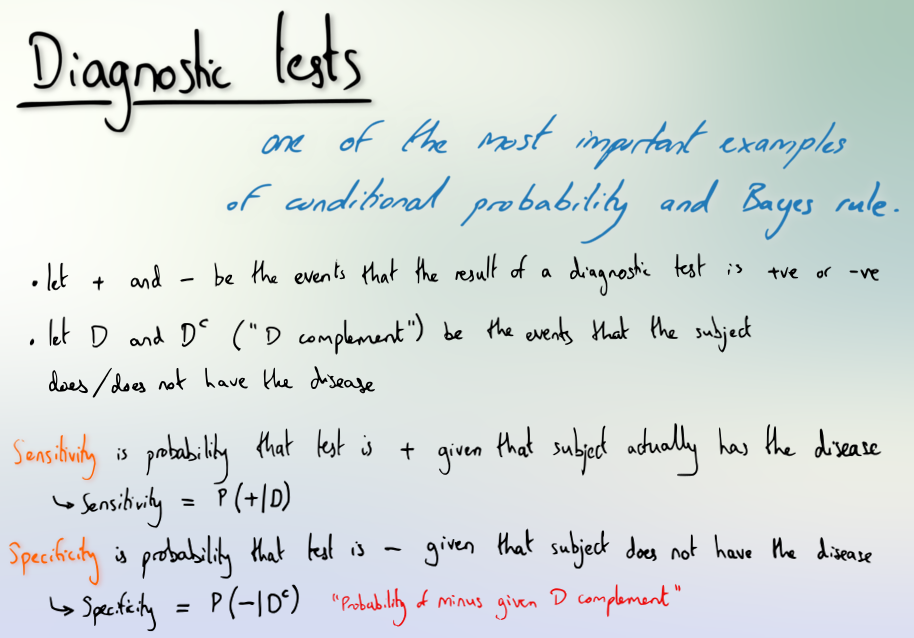 Diagnostic tests
one of the most important examples
of conditional probability and Bayes rule.
• let + and - be the events that the result of a diagnostic test is +ve or -ve
• let D and Dᶜ ("D complement") be the events that the subject
does/does not have the disease
Sensitivity is probability that test is + given that subject actually has the disease
↳ Sensitivity = P(+|D)
Specificity is probability that test is - given that subject does not have the disease
↳ Specificity = P(-|Dᶜ) "Probability of minus given D complement"